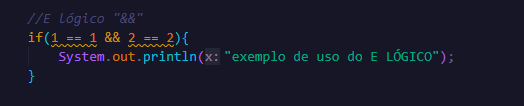 //E lógico "&&"
if(1 == 1 && 2 == 2){
System.out.println(x: "exemplo de uso do E LÓGICO");
}